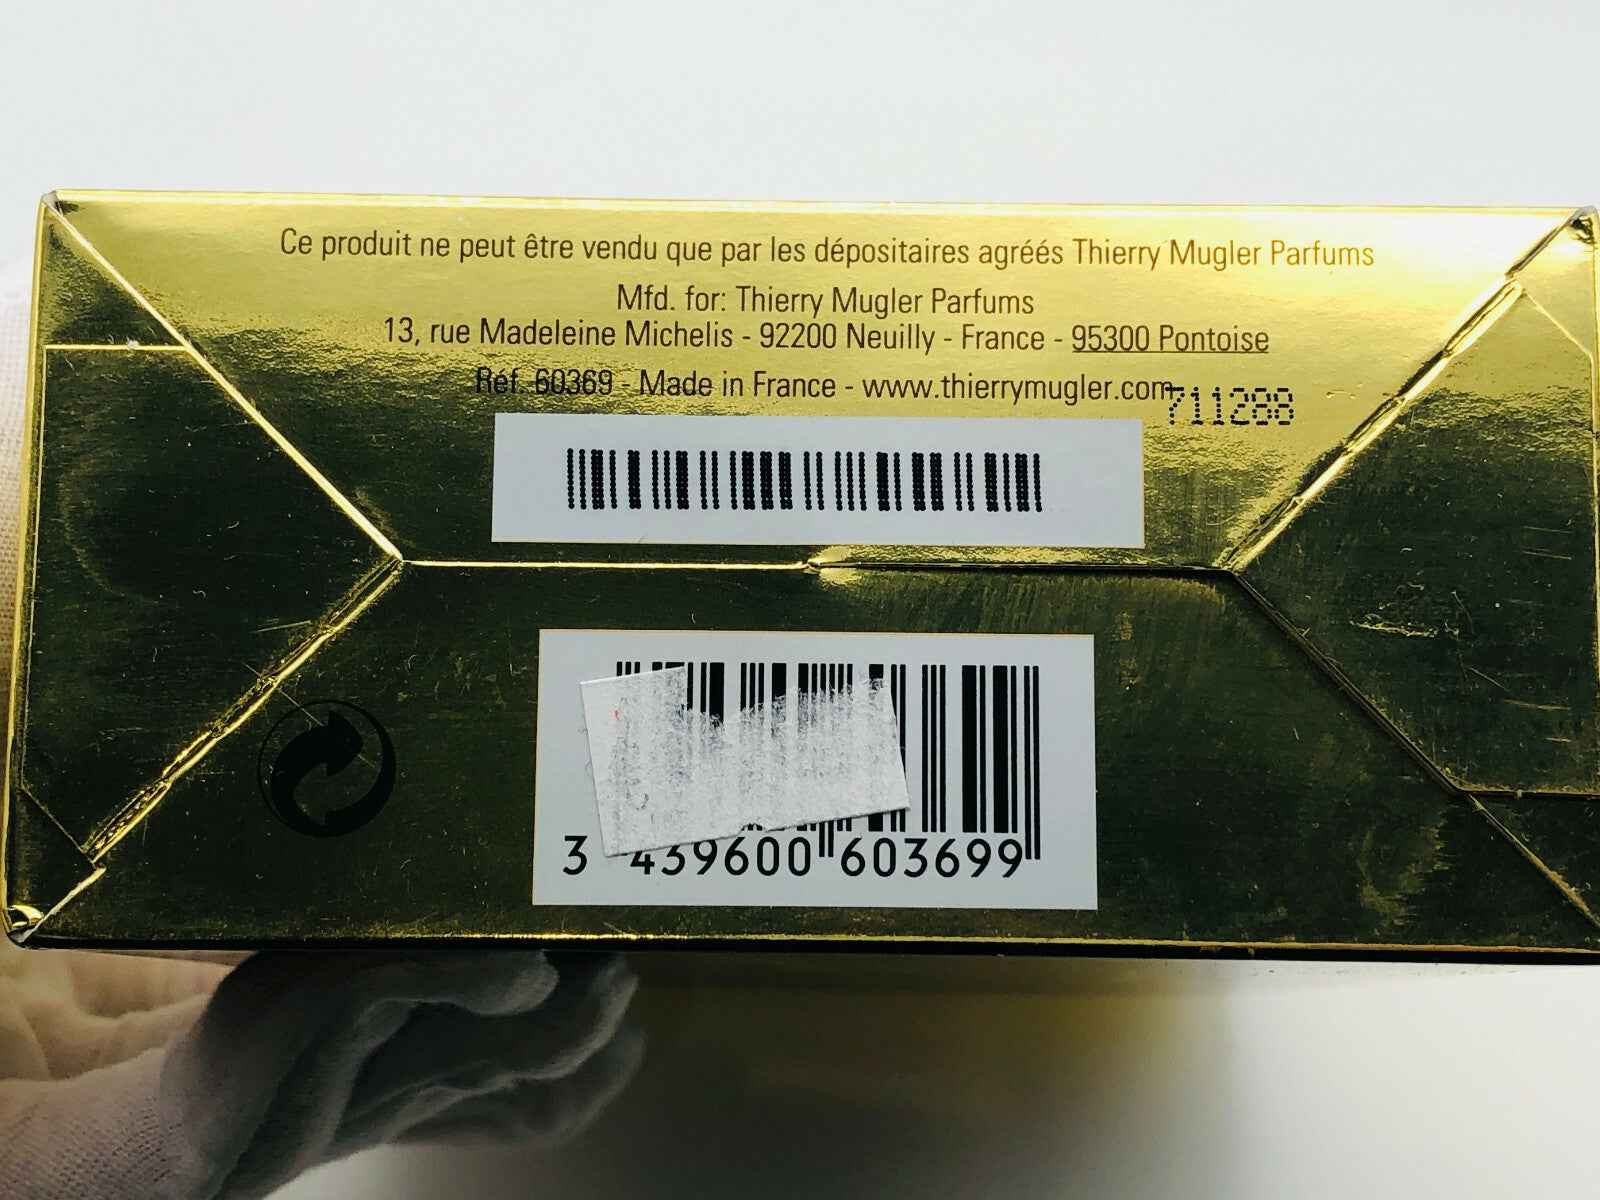 Ce produit ne peut être vendu que par les dépositaires agréés Thierry Mugler Parfums
Mfd. for: Thierry Mugler Parfums
13, rue Madeleine Michelis - 92200 Neuilly - France - 95300 Pontoise
Réf. 60369 - Made in France - www.thierrymugler.com
711288
3 439600 603699